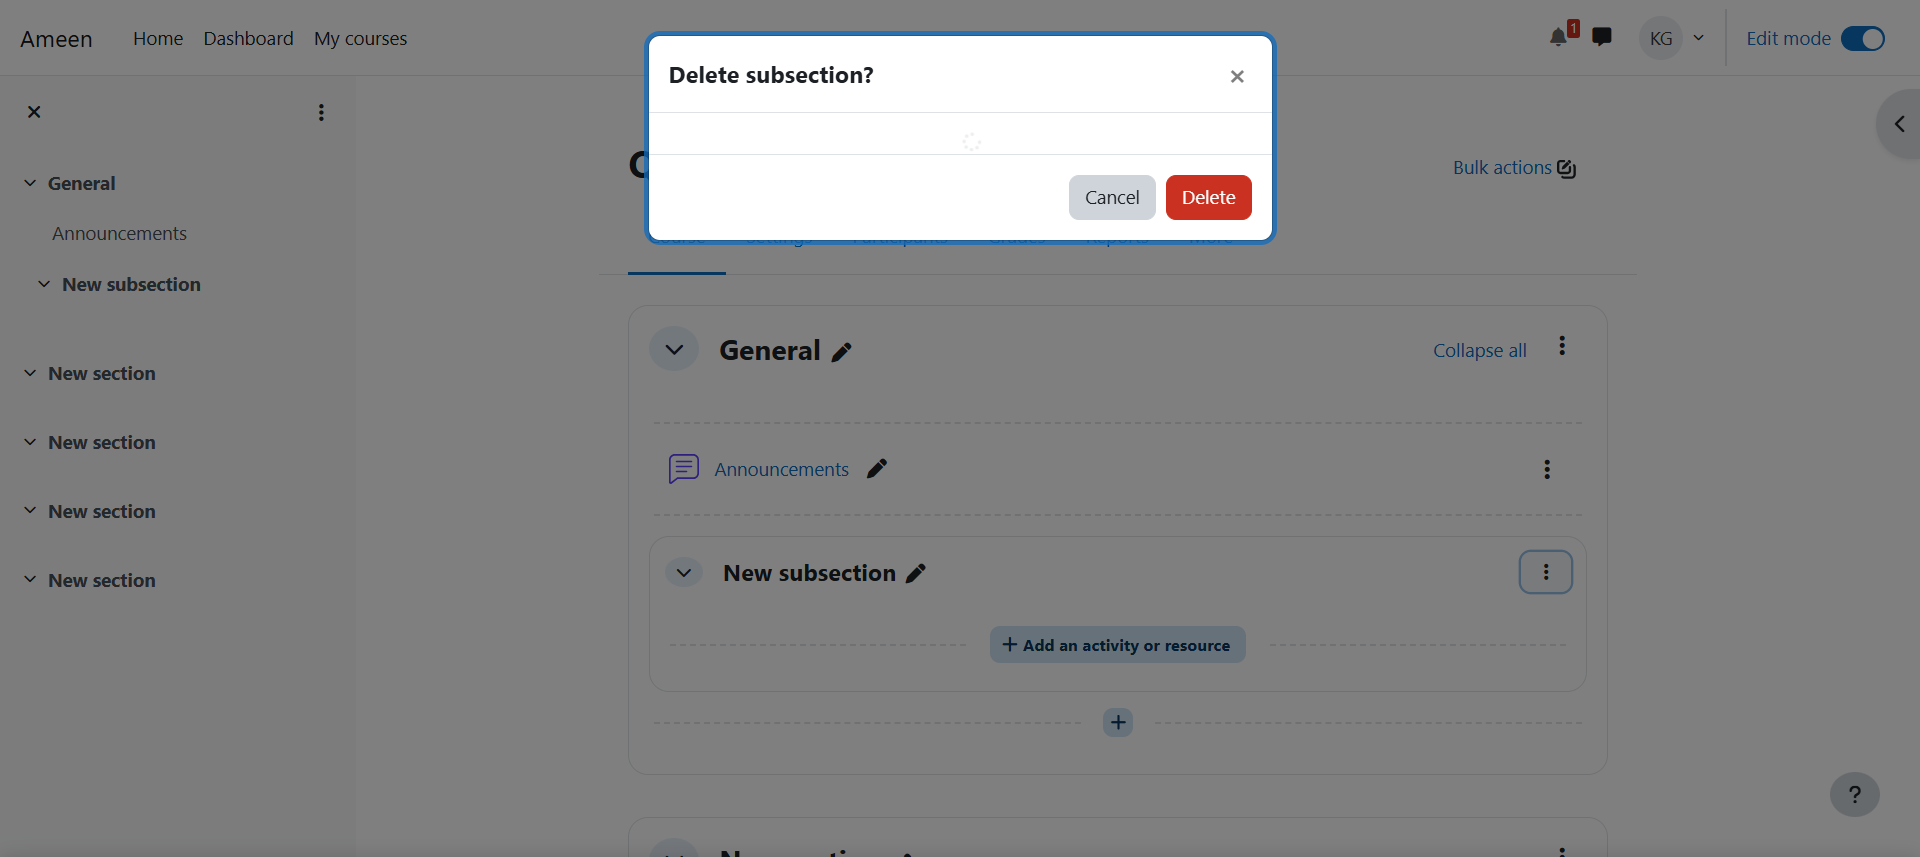 Ameen Home Dashboard My courses 1 KG Edit mode
Delete subsection? ×
Bulk actions
Cancel Delete
General
Announcements
New subsection
New section
New section
New section
New section
General Collapse all
Announcements
New subsection
+ Add an activity or resource
+
?